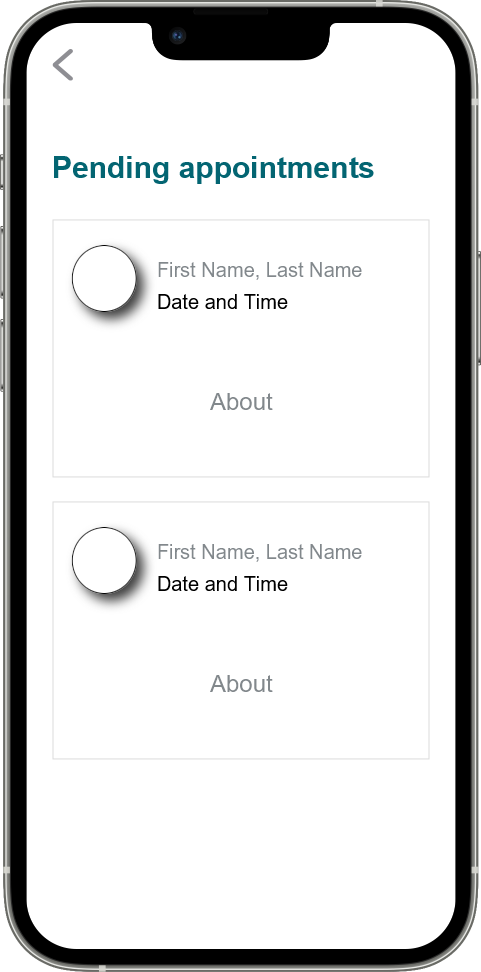 Pending appointments
First Name, Last Name
Date and Time
About
First Name, Last Name
Date and Time
About